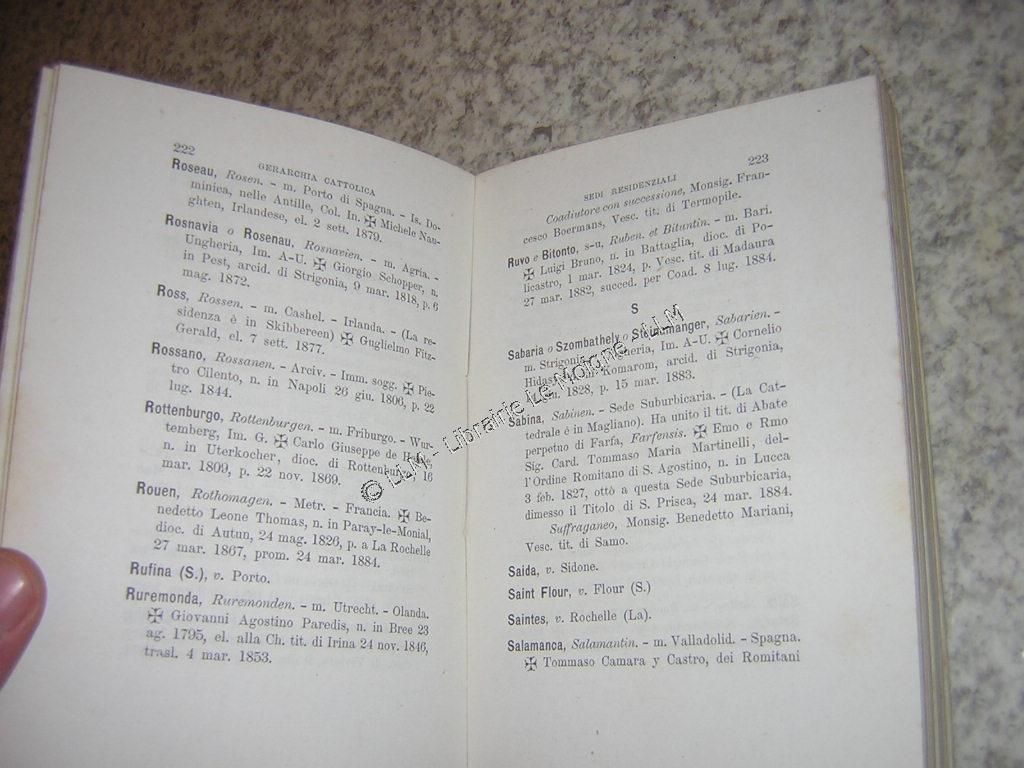 222
GERARCHIA CATTOLICA
Roseau, Rosen. - m. Porto di Spagna. - Is. Do-
minica, nelle Antille, Col. In. ✠ Michele Nau-
ghten, Irlandese, el. 2 sett. 1879.
Rosnavia o Rosenau, Rosnavien. - m. Agria. -
Ungheria, Im. A-U. ✠ Giorgio Schopper, n.
in Pest, arcid. di Strigonia, 9 mar. 1818, p. 6
mag. 1872.
Ross, Rossen. - m. Cashel. - Irlanda. - (La re-
sidenza è in Skibbereen) ✠ Guglielmo Fitz-
Gerald, el. 7 sett. 1877.
Rossano, Rossanen. - Arciv. - Imm. sogg. ✠ Pie-
tro Cilento, n. in Napoli 26 giu. 1806, p. 22
lug. 1844.
Rottenburgo, Rottenburgen. - m. Friburgo. - Wur-
temberg, Im. G. ✠ Carlo Giuseppe de
n. in Uterkocher, dioc. di 16
mar. 1809, p. 22 nov. 1869.
Rouen, Rothomagen. - Metr. - Francia. ✠ Be-
nedetto Leone Thomas, n. in Paray-le-Monial,
dioc. di Autun, 24 mag. 1826, p. a La Rochelle
27 mar. 1867, prom. 24 mar. 1884.
Rufina (S.), v. Porto.
Ruremonda, Ruremonden. - m. Utrecht. - Olanda.
✠ Giovanni Agostino Paredis, n. in Bree 23
ag. 1795, el. alla Ch. tit. di Irina 24 nov. 1846,
trasl. 4 mar. 1853.
223
SEDI RESIDENZIALI
Coadiutore con successione, Monsig. Fran-
cesco Boermans, Vesc. tit. di Termopile.
Ruvo e Bitonto, s-u, Ruben. et Bituntin. - m. Bari.
✠ Luigi Bruno, n. in Battaglia, dioc. di Po-
licastro, 1 mar. 1824, p. Vesc. tit. di Madaura
27 mar. 1882, succed. per Coad. 8 lug. 1884.
S
Sabaria o Szombathely o Steinamanger, Sabarien. -
m. Strigonia. - Ungheria, Im. A-U. ✠ Cornelio
Komarom, arcid. di Strigonia,
1828, p. 15 mar. 1883.
Sabina, Sabinen. - Sede Suburbicaria. - (La Cat-
tedrale è in Magliano). Ha unito il tit. di Abate
perpetuo di Farfa, Farfensis. ✠ Emo e Rmo
Sig. Card. Tommaso Maria Martinelli, del-
l'Ordine Romitano di S. Agostino, n. in Lucca
3 feb. 1827, ottò a questa Sede Suburbicaria,
dimesso il Titolo di S. Prisca, 24 mar. 1884.
Suffraganeo, Monsig. Benedetto Mariani,
Vesc. tit. di Samo.
Saida, v. Sidone.
Saint Flour, v. Flour (S.)
Saintes, v. Rochelle (La).
Salamanca, Salamantin. - m. Valladolid. - Spagna.
✠ Tommaso Camara y Castro, dei Romitani
© LLM - Librairie Le Moigne - LLM